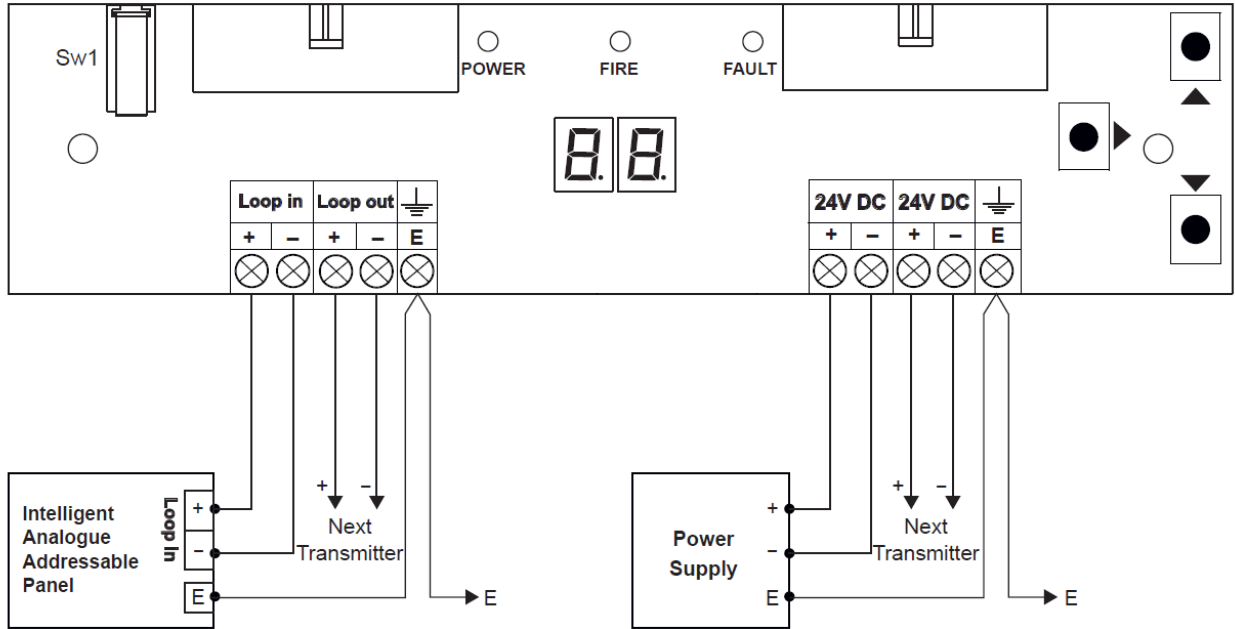 Sw1
POWER
FIRE
FAULT
8.8.
Loop in Loop out
+ – + – E
24V DC 24V DC
+ – + – E
Intelligent
Analogue
Addressable
Panel
Loop In
+
–
E
+ –
Next
Transmitter
E
Power
Supply
+
–
E
+ –
Next
Transmitter
E